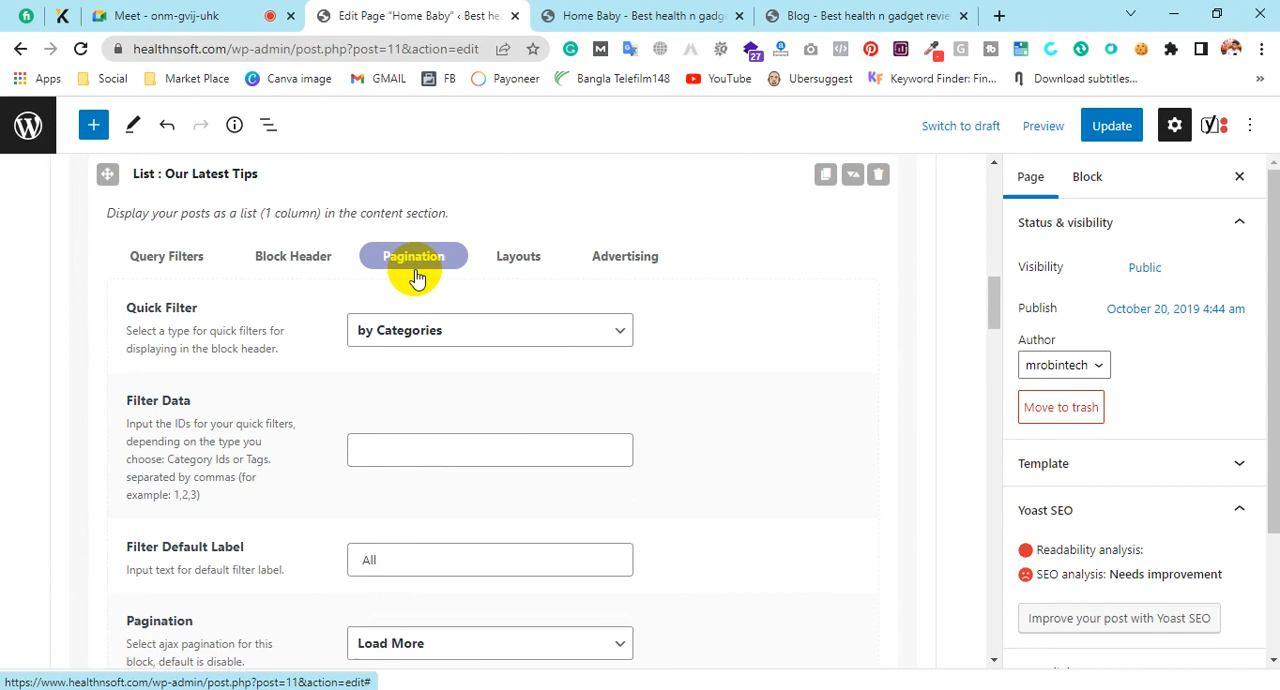 Meet - onm-gvij-uhk
Edit Page "Home Baby" - Best he
Home Baby - Best health n gadg
Blog - Best health n gadget revie
healthnsoft.com/wp-admin/post.php?post=11&action=edit
27
Apps
Social
Market Place
Canva image
GMAIL
FB
Payoneer
Bangla Telefilm148
YouTube
Ubersuggest
Keyword Finder: Fin...
Download subtitles...
»
Switch to draft
Preview
Update
List : Our Latest Tips
Page
Block
Display your posts as a list (1 column) in the content section.
Status & visibility
Query Filters
Block Header
Pagination
Layouts
Advertising
Visibility
Public
Quick Filter
Select a type for quick filters for
displaying in the block header.
by Categories
Publish
October 20, 2019 4:44 am
Author
mrobintech
Move to trash
Filter Data
Input the IDs for your quick filters,
depending on the type you
choose: Category Ids or Tags.
separated by commas (for
example: 1,2,3)
Template
Yoast SEO
Filter Default Label
Input text for default filter label.
All
Readability analysis:
SEO analysis: Needs improvement
Improve your post with Yoast SEO
Pagination
Select ajax pagination for this
block, default is disable.
Load More
https://www.healthnsoft.com/wp-admin/post.php?post=11&action=edit#